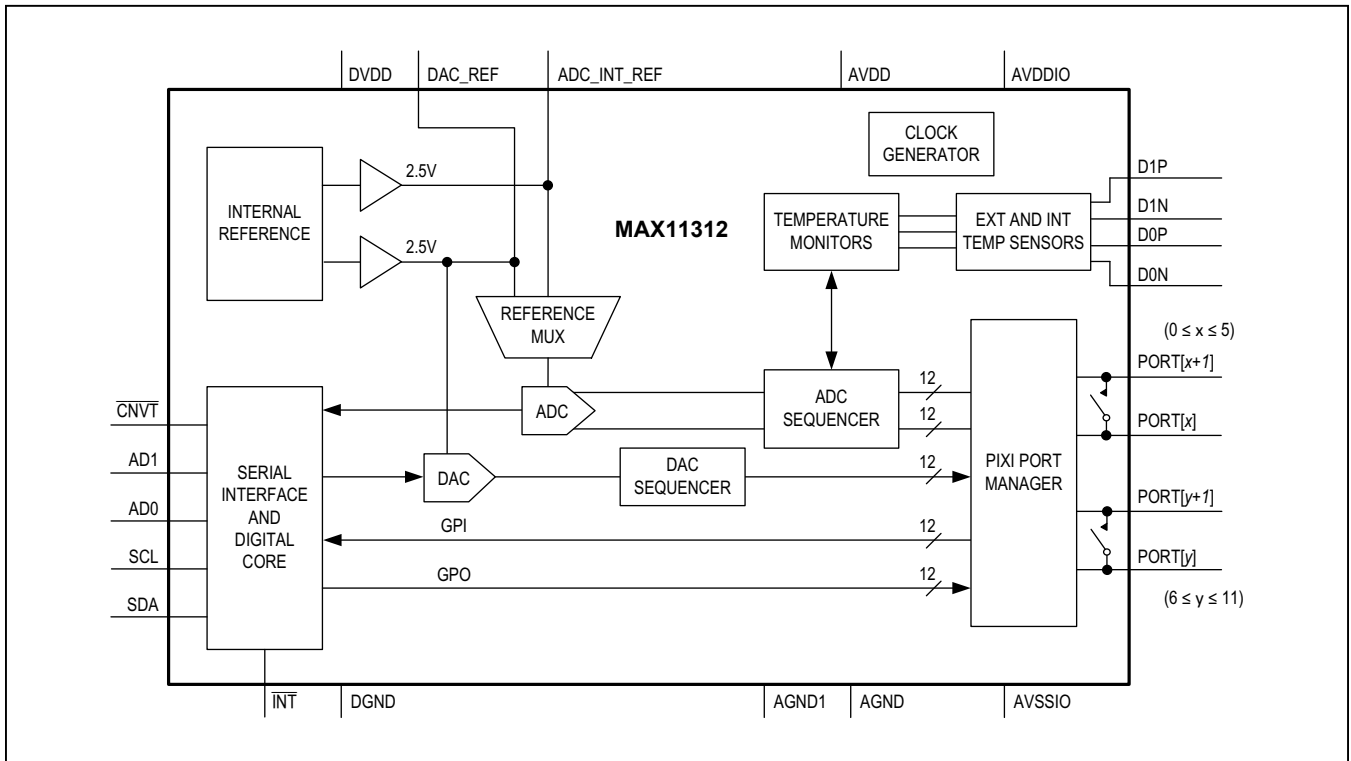 DVDD
DAC_REF
ADC_INT_REF
AVDD
AVDDIO
CLOCK
GENERATOR
INTERNAL
REFERENCE
2.5V
2.5V
MAX11312
TEMPERATURE
MONITORS
EXT AND INT
TEMP SENSORS
D1P
D1N
D0P
D0N
REFERENCE
MUX
(0 ≤ x ≤ 5)
PORT[x+1]
PORT[x]
CNVT
AD1
AD0
SCL
SDA
SERIAL
INTERFACE
AND
DIGITAL
CORE
ADC
ADC
SEQUENCER
12
12
DAC
DAC
SEQUENCER
12
PIXI PORT
MANAGER
GPI
12
GPO
12
PORT[y+1]
PORT[y]
(6 ≤ y ≤ 11)
INT
DGND
AGND1
AGND
AVSSIO